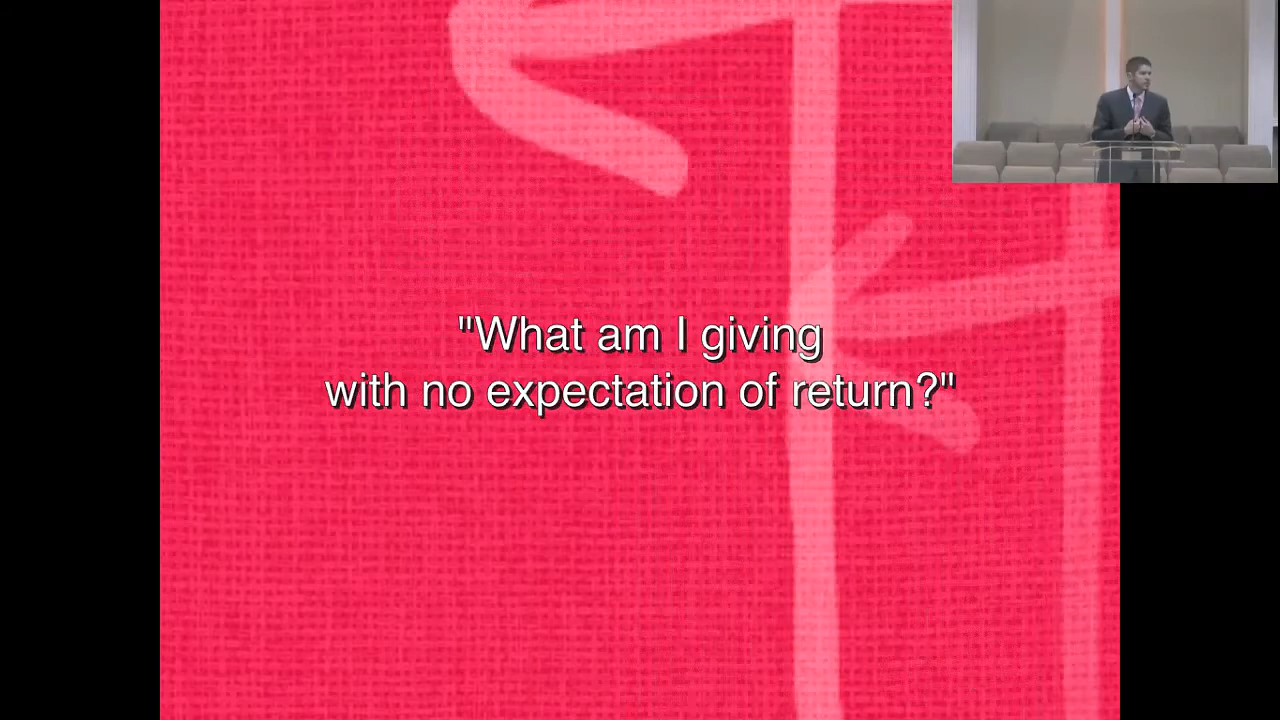 "What am I giving
with no expectation of return?"